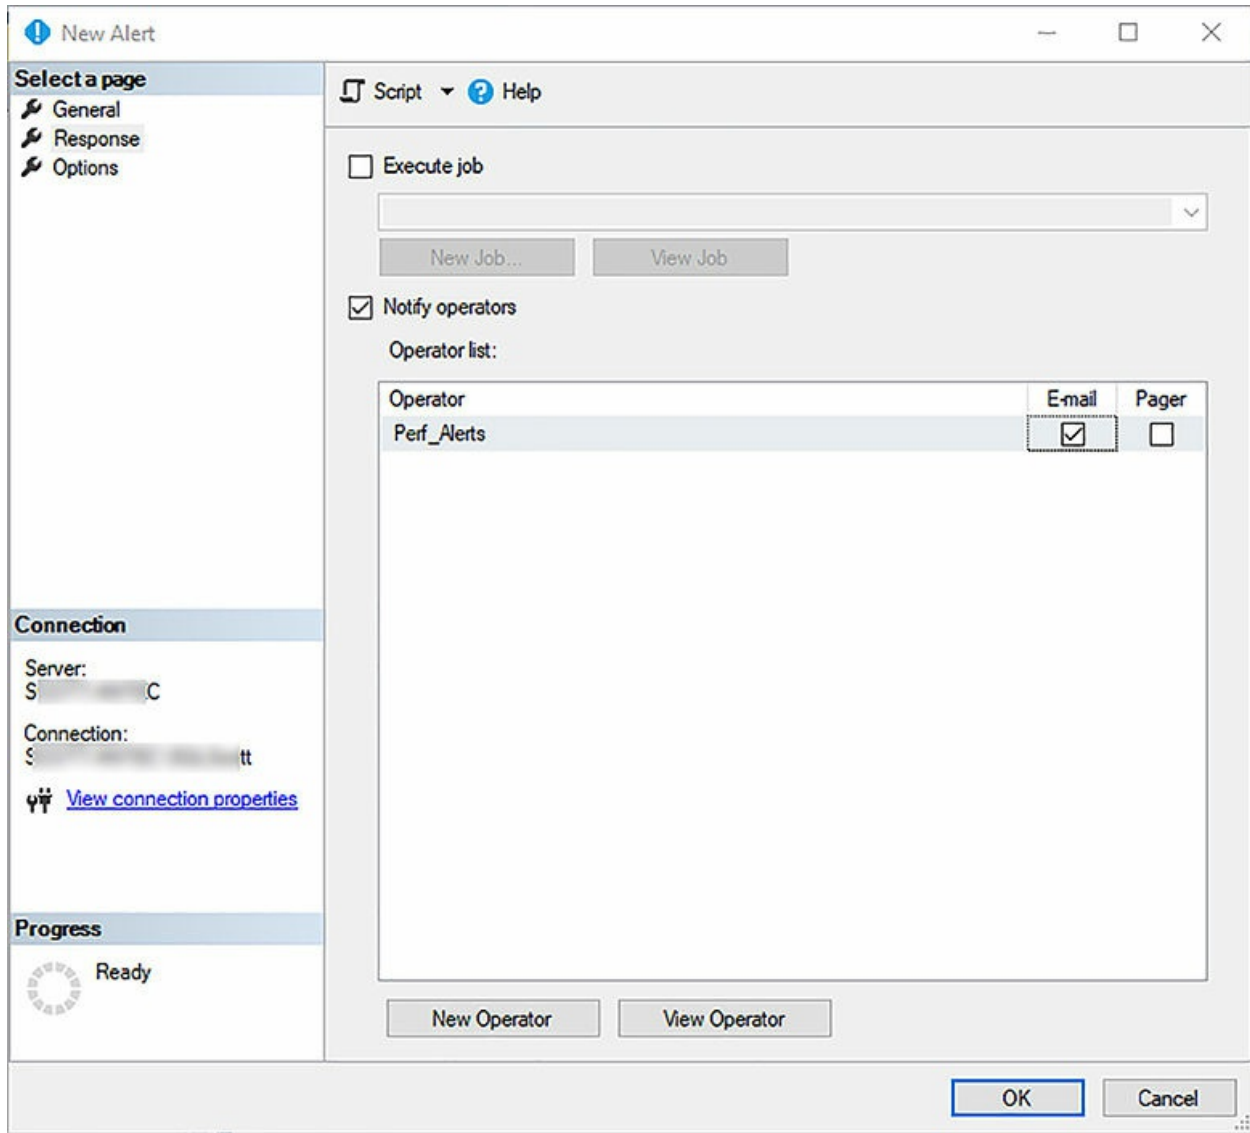 New Alert
Select a page
General
Response
Options
Script
Help
Execute job
New Job...
View Job
Notify operators
Operator list:
Operator E-mail Pager
Perf_Alerts
Connection
Server:
Connection:
View connection properties
Progress
Ready
New Operator
View Operator
OK
Cancel